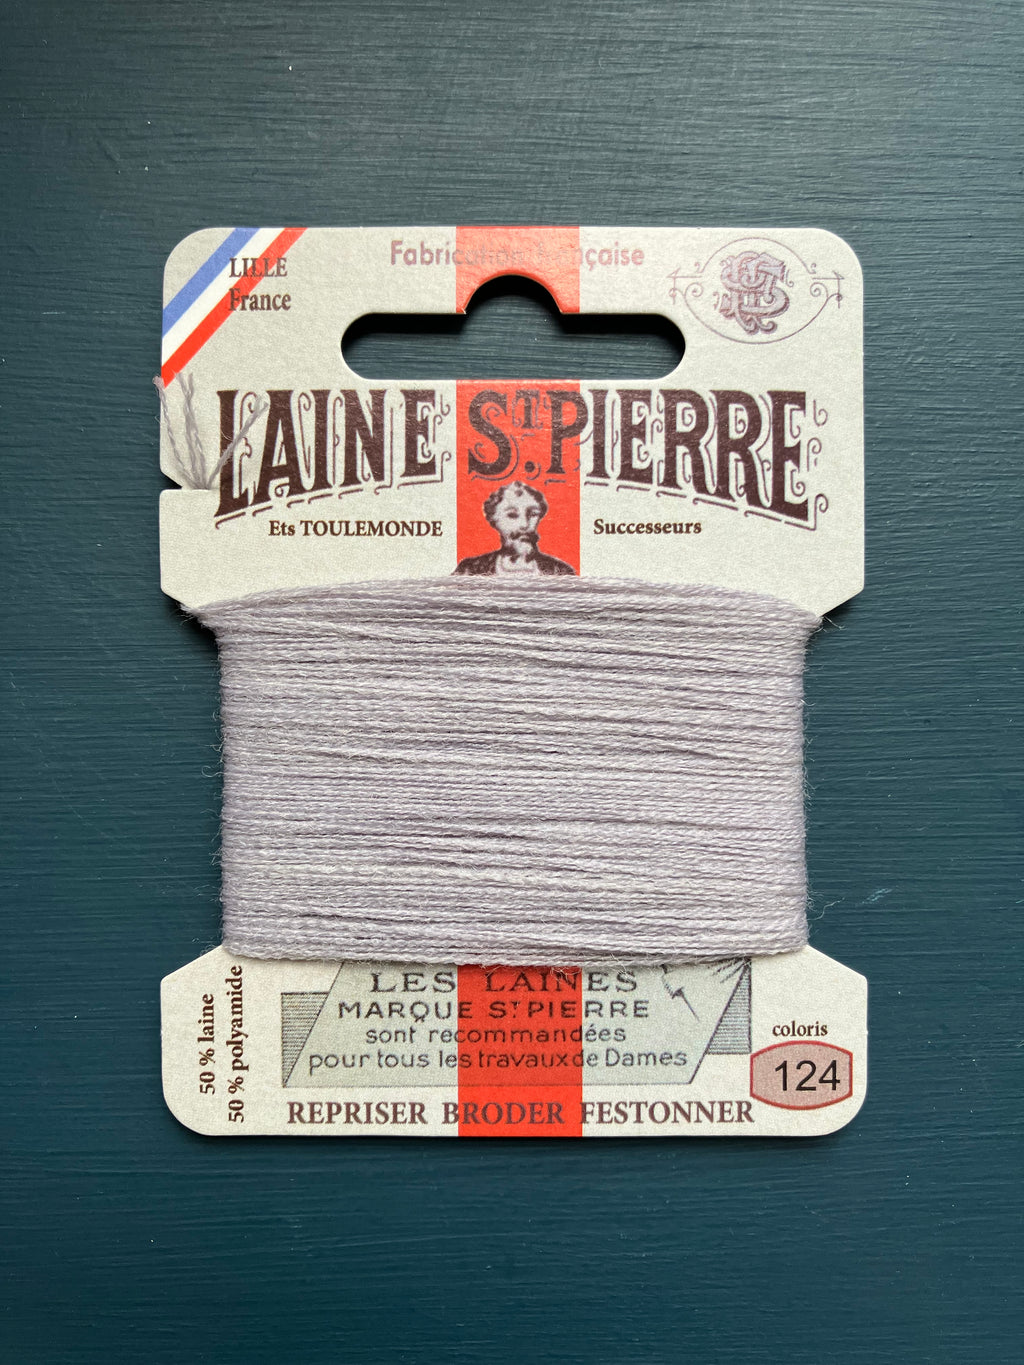 Fabrication française
LILLE
France
LAINE ST. PIERRE
Ets TOULEMONDE
Successeurs
LES LAINES
MARQUE ST PIERRE
sont recommandées
pour tous les travaux de Dames
REPRISER BRODER FESTONNER
50 % laine
50 % polyamide
coloris
124